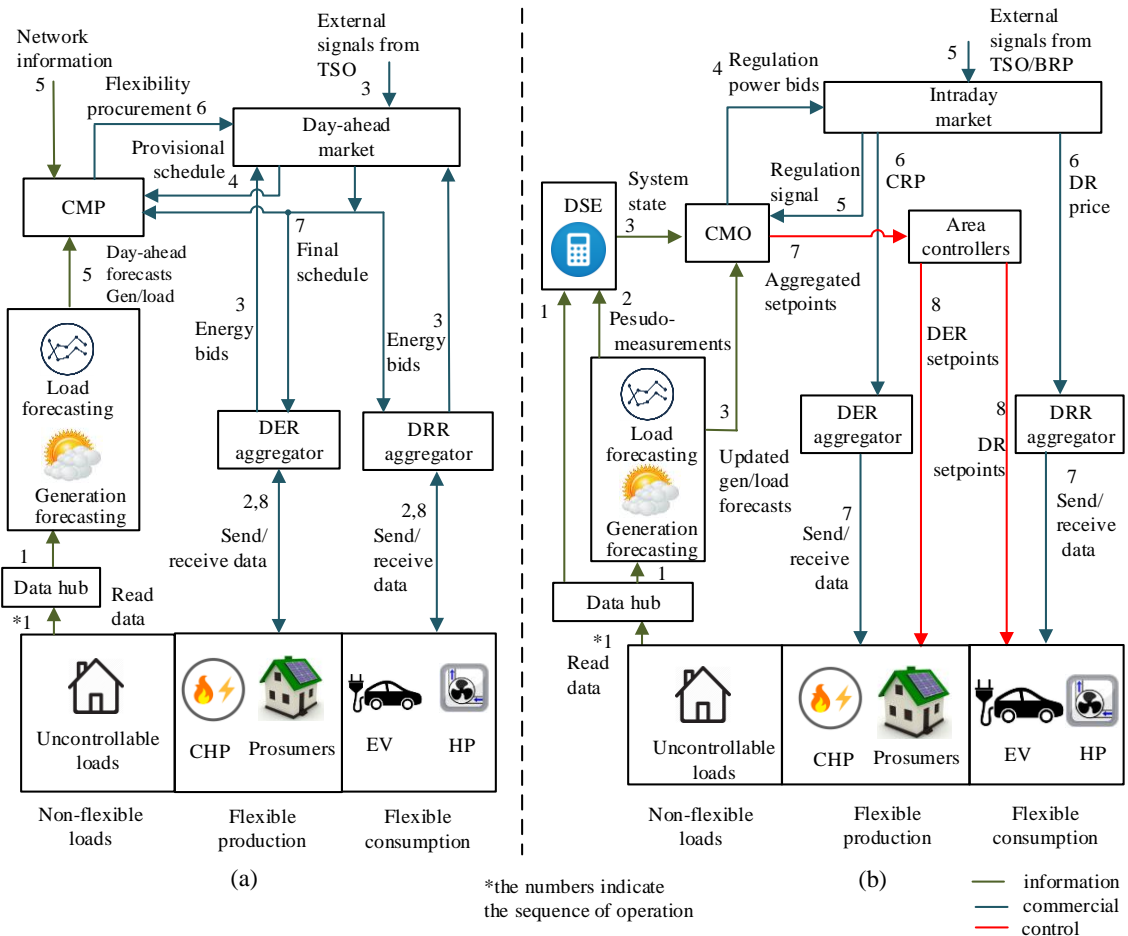 Network
information
5
Flexibility
procurement 6
External
signals from
TSO
3
Day-ahead
market
Provisional
schedule
4
CMP
7
Final
schedule
5
Day-ahead
forecasts
Gen/load
3
Energy
bids
3
Energy
bids
Load
forecasting
Generation
forecasting
DER
aggregator
DRR
aggregator
1
2,8
Send/
receive data
2,8
Send/
receive data
Data hub
*1
Read
data
Uncontrollable
loads
CHP
Prosumers
EV
HP
Non-flexible
loads
Flexible
production
Flexible
consumption
(a)
4
Regulation
power bids
5
External
signals from
TSO/BRP
Intraday
market
DSE
System
state
3
CMO
Regulation
signal
5
6
CRP
6
DR
price
Area
controllers
7
Aggregated
setpoints
1
2
Pesudo-
measurements
8
DER
setpoints
Load
forecasting
Generation
forecasting
3
Updated
gen/load
forecasts
DER
aggregator
8
DR
setpoints
DRR
aggregator
7
Send/
receive
data
7
Send/
receive
data
1
Data hub
*1
Read
data
Uncontrollable
loads
CHP
Prosumers
EV
HP
Non-flexible
loads
Flexible
production
Flexible
consumption
(b)
*the numbers indicate
the sequence of operation
information
commercial
control